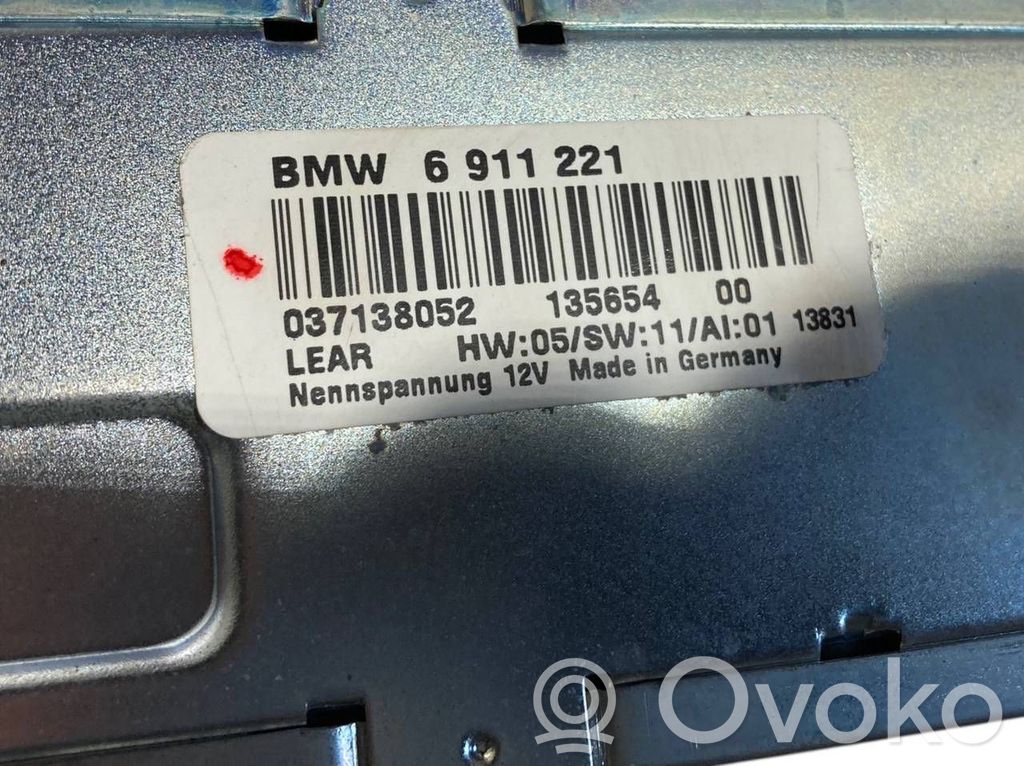 BMW 6 911 221
037138052 135654 00
LEAR HW:05/SW:11/AI:01 13831
Nennspannung 12V Made in Germany
Ovoko